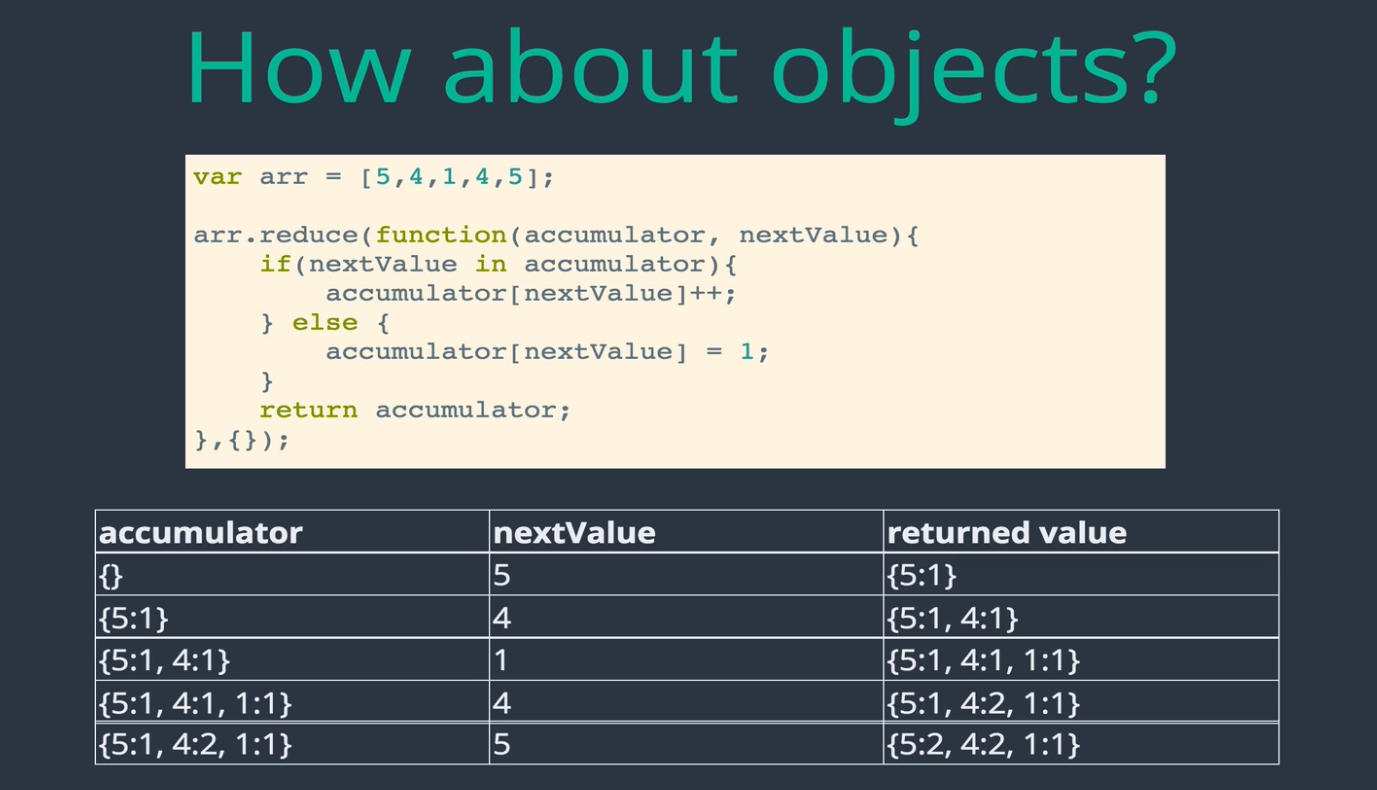 How about objects?
var arr = [5,4,1,4,5];
arr.reduce(function(accumulator, nextValue){
    if(nextValue in accumulator){
        accumulator[nextValue]++;
    } else {
        accumulator[nextValue] = 1;
    }
    return accumulator;
},{});
accumulator nextValue returned value
{} 5 {5:1}
{5:1} 4 {5:1, 4:1}
{5:1, 4:1} 1 {5:1, 4:1, 1:1}
{5:1, 4:1, 1:1} 4 {5:1, 4:2, 1:1}
{5:1, 4:2, 1:1} 5 {5:2, 4:2, 1:1}